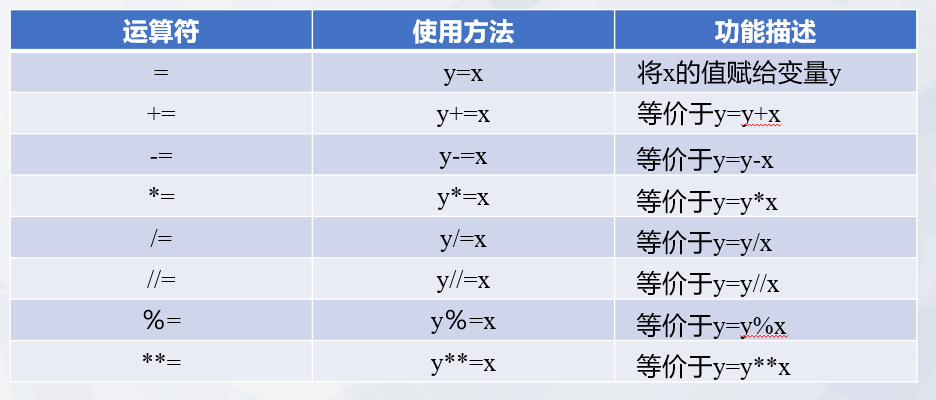 运算符 使用方法 功能描述
= y=x 将x的值赋给变量y
+= y+=x 等价于y=y+x
-= y-=x 等价于y=y-x
*= y*=x 等价于y=y*x
/= y/=x 等价于y=y/x
//= y//=x 等价于y=y//x
%= y%=x 等价于y=y%x
**= y**=x 等价于y=y**x